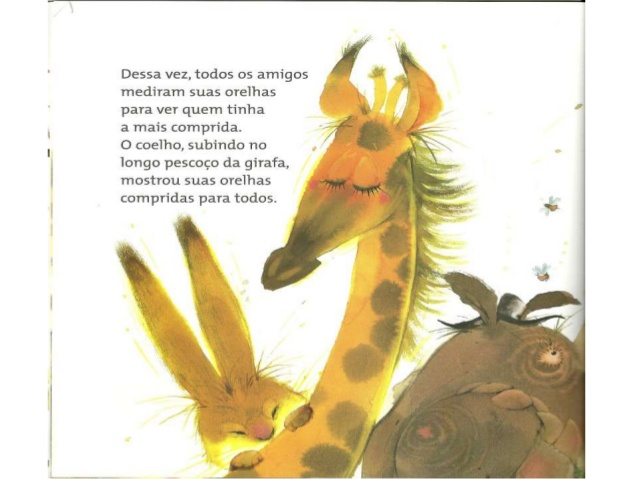 Dessa vez, todos os amigos
mediram suas orelhas
para ver quem tinha
a mais comprida.
O coelho, subindo no
longo pescoço da girafa,
mostrou suas orelhas
compridas para todos.